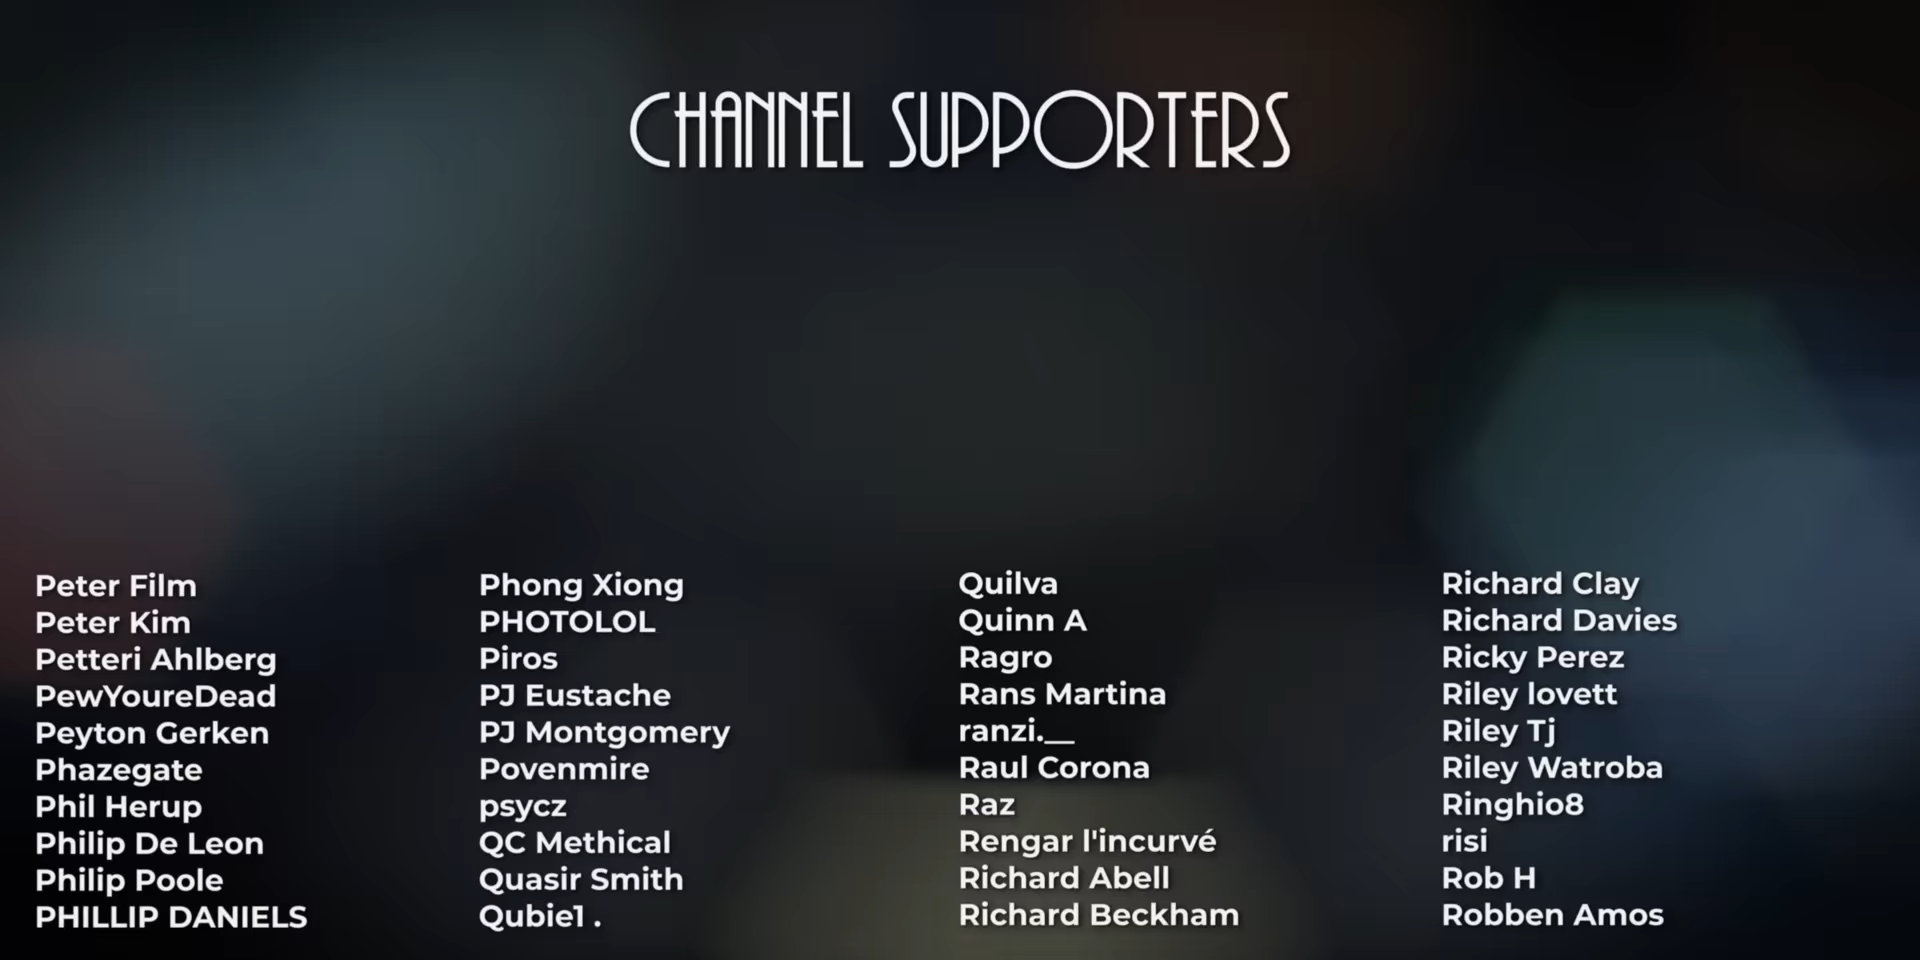 CHANNEL SUPPORTERS
Peter Film
Peter Kim
Petteri Ahlberg
PewYoureDead
Peyton Gerken
Phazegate
Phil Herup
Philip De Leon
Philip Poole
PHILLIP DANIELS
Phong Xiong
PHOTOLOL
Piros
PJ Eustache
PJ Montgomery
Povenmire
psycz
QC Methical
Quasir Smith
Qubie1 .
Quilva
Quinn A
Ragro
Rans Martina
ranzi.__
Raul Corona
Raz
Rengar l'incurvé
Richard Abell
Richard Beckham
Richard Clay
Richard Davies
Ricky Perez
Riley lovett
Riley Tj
Riley Watroba
Ringhio8
risi
Rob H
Robben Amos